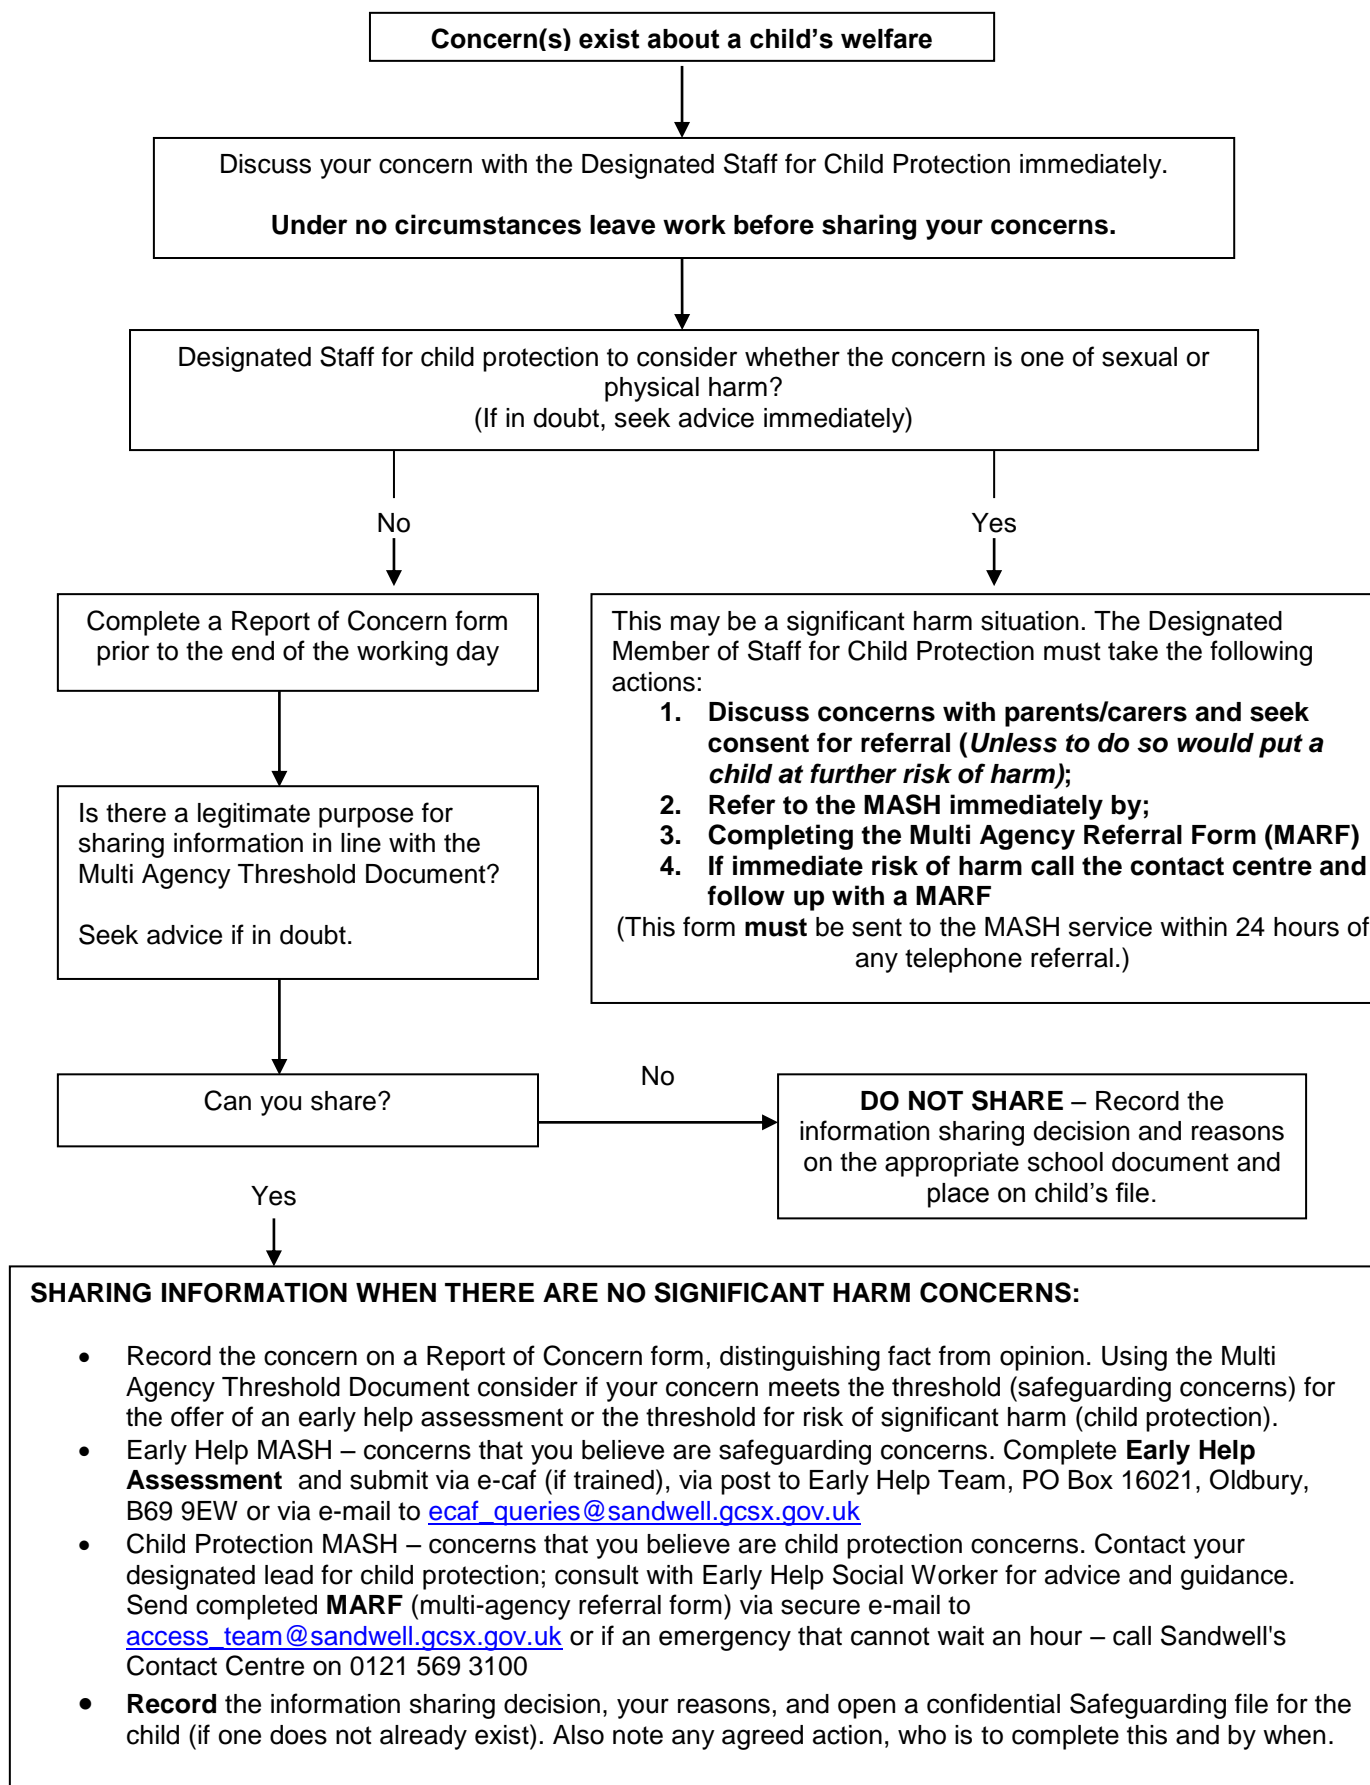 Concern(s) exist about a child's welfare
Discuss your concern with the Designated Staff for Child Protection immediately.
Under no circumstances leave work before sharing your concerns.
Designated Staff for child protection to consider whether the concern is one of sexual or
physical harm?
(If in doubt, seek advice immediately)
No
Yes
Complete a Report of Concern form
prior to the end of the working day
This may be a significant harm situation. The Designated
Member of Staff for Child Protection must take the following
actions:
1. Discuss concerns with parents/carers and seek
consent for referral (Unless to do so would put a
child at further risk of harm);
2. Refer to the MASH immediately by;
3. Completing the Multi Agency Referral Form (MARF)
4. If immediate risk of harm call the contact centre and
follow up with a MARF
(This form must be sent to the MASH service within 24 hours of
any telephone referral.)
Is there a legitimate purpose for
sharing information in line with the
Multi Agency Threshold Document?
Seek advice if in doubt.
Can you share?
No
DO NOT SHARE – Record the
information sharing decision and reasons
on the appropriate school document and
place on child's file.
Yes
SHARING INFORMATION WHEN THERE ARE NO SIGNIFICANT HARM CONCERNS:
• Record the concern on a Report of Concern form, distinguishing fact from opinion. Using the Multi
Agency Threshold Document consider if your concern meets the threshold (safeguarding concerns) for
the offer of an early help assessment or the threshold for risk of significant harm (child protection).
• Early Help MASH – concerns that you believe are safeguarding concerns. Complete Early Help
Assessment and submit via e-caf (if trained), via post to Early Help Team, PO Box 16021, Oldbury,
B69 9EW or via e-mail to ecaf_queries@sandwell.gcsx.gov.uk
• Child Protection MASH – concerns that you believe are child protection concerns. Contact your
designated lead for child protection; consult with Early Help Social Worker for advice and guidance.
Send completed MARF (multi-agency referral form) via secure e-mail to
access_team@sandwell.gcsx.gov.uk or if an emergency that cannot wait an hour – call Sandwell's
Contact Centre on 0121 569 3100
• Record the information sharing decision, your reasons, and open a confidential Safeguarding file for the
child (if one does not already exist). Also note any agreed action, who is to complete this and by when.